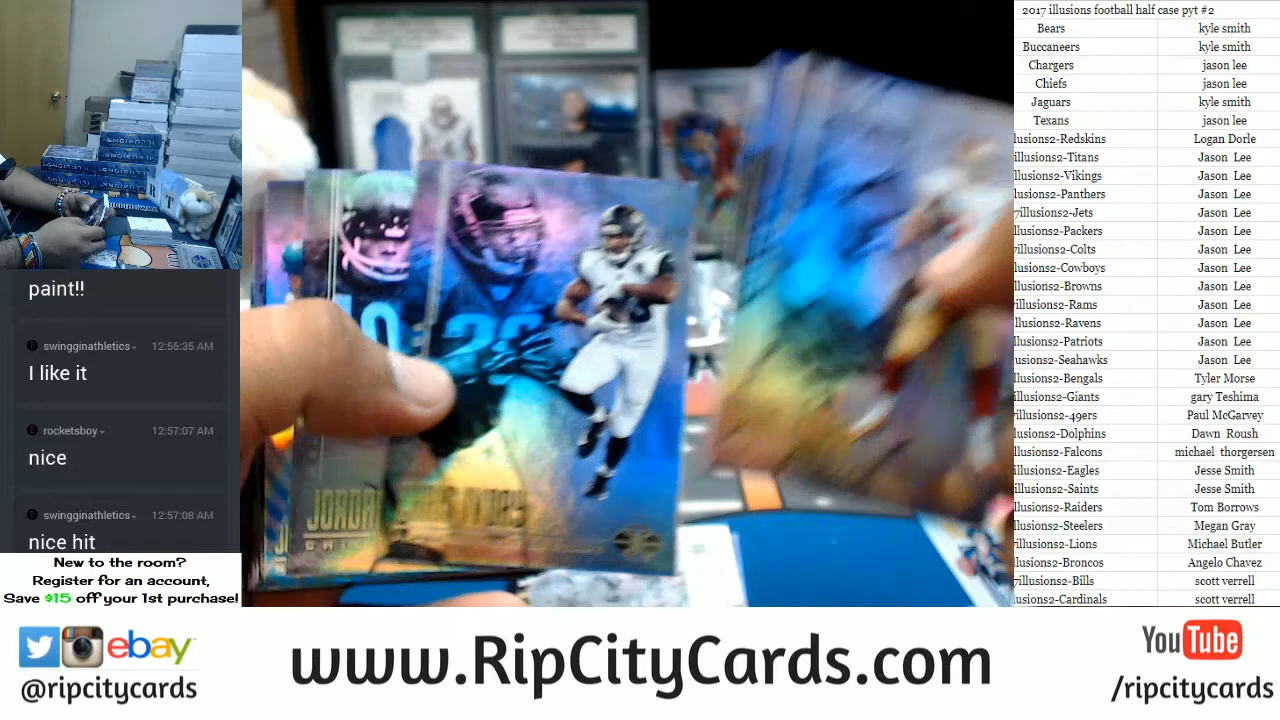 paint!!
swingginathletics 12:56:35 AM
I like it
rocketsboy 12:57:07 AM
nice
swingginathletics 12:57:08 AM
nice hit
New to the room?
Register for an account,
Save $15 off your 1st purchase!
JORDAN
2017 illusions football half case pyt #2
Bears kyle smith
Buccaneers kyle smith
Chargers jason lee
Chiefs jason lee
Jaguars kyle smith
Texans jason lee
llusions2-Redskins Logan Dorle
illusions2-Titans Jason Lee
illusions2-Vikings Jason Lee
llusions2-Panthers Jason Lee
7illusions2-Jets Jason Lee
llusions2-Packers Jason Lee
illusions2-Colts Jason Lee
llusions2-Cowboys Jason Lee
llusions2-Browns Jason Lee
illusions2-Rams Jason Lee
illusions2-Ravens Jason Lee
llusions2-Patriots Jason Lee
lusions2-Seahawks Jason Lee
llusions2-Bengals Tyler Morse
illusions2-Giants gary Teshima
illusions2-49ers Paul McGarvey
lusions2-Dolphins Dawn Roush
llusions2-Falcons michael thorgersen
illusions2-Eagles Jesse Smith
illusions2-Saints Jesse Smith
llusions2-Raiders Tom Borrows
llusions2-Steelers Megan Gray
illusions2-Lions Michael Butler
llusions2-Broncos Angelo Chavez
7illusions2-Bills scott verrell
lusions2-Cardinals scott verrell
ebay
@ripcitycards
www.RipCityCards.com
YouTube
/ripcitycards